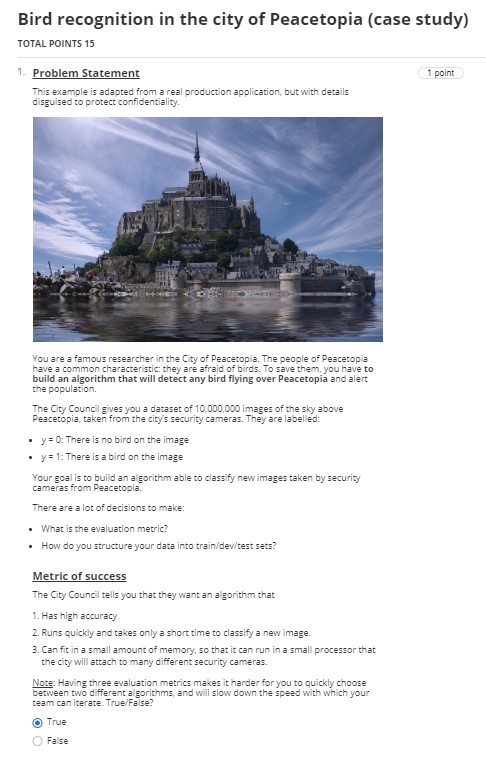 Bird recognition in the city of Peacetopia (case study)
TOTAL POINTS 15
1. Problem Statement
1 point
This example is adapted from a real production application, but with details
disguised to protect confidentiality.
You are a famous researcher in the City of Peacetopia. The people of Peacetopia
have a common characteristic: they are afraid of birds. To save them, you have to
build an algorithm that will detect any bird flying over Peacetopia and alert
the population.
The City Council gives you a dataset of 10,000,000 images of the sky above
Peacetopia, taken from the city's security cameras. They are labelled:
• y = 0: There is no bird on the image
• y = 1: There is a bird on the image
Your goal is to build an algorithm able to classify new images taken by security
cameras from Peacetopia.
There are a lot of decisions to make:
• What is the evaluation metric?
• How do you structure your data into train/dev/test sets?
Metric of success
The City Council tells you that they want an algorithm that
1. Has high accuracy
2. Runs quickly and takes only a short time to classify a new image.
3. Can fit in a small amount of memory, so that it can run in a small processor that
the city will attach to many different security cameras.
Note: Having three evaluation metrics makes it harder for you to quickly choose
between two different algorithms, and will slow down the speed with which your
team can iterate. True/False?
True
False